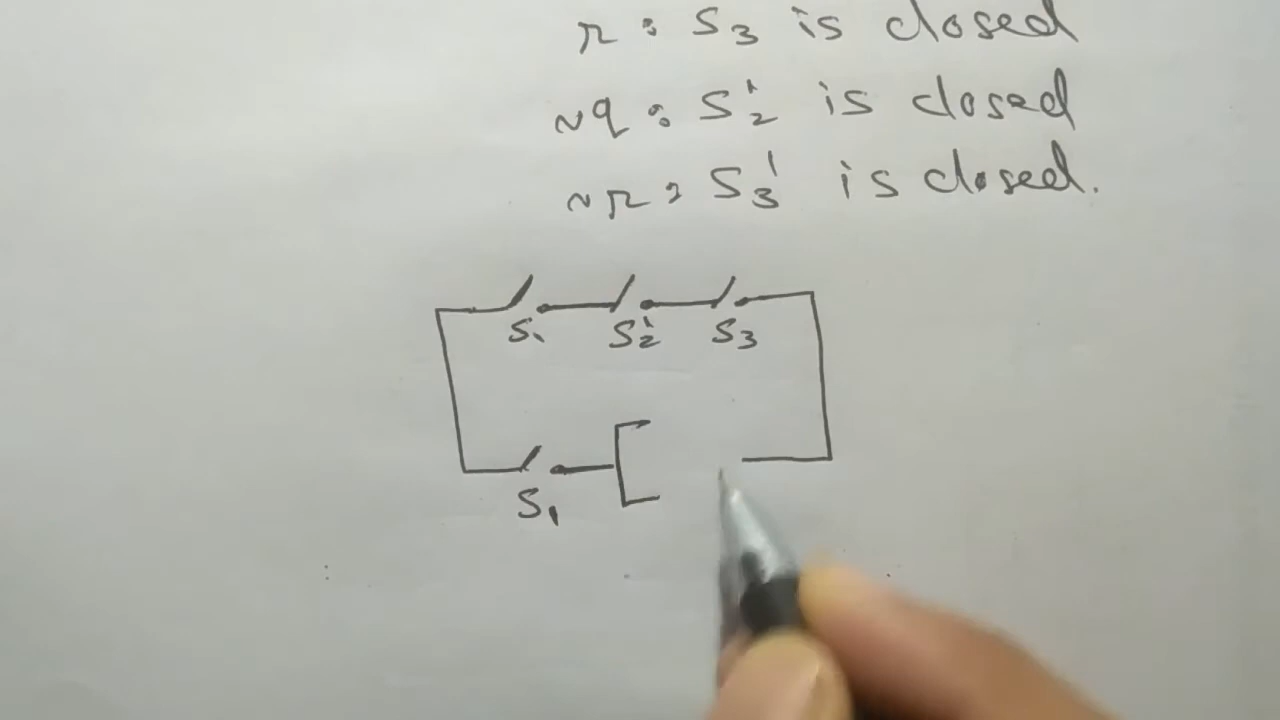 r : S3 is closed
~q : S2' is closed
~r : S3' is closed.
S1 S2' S3
S1